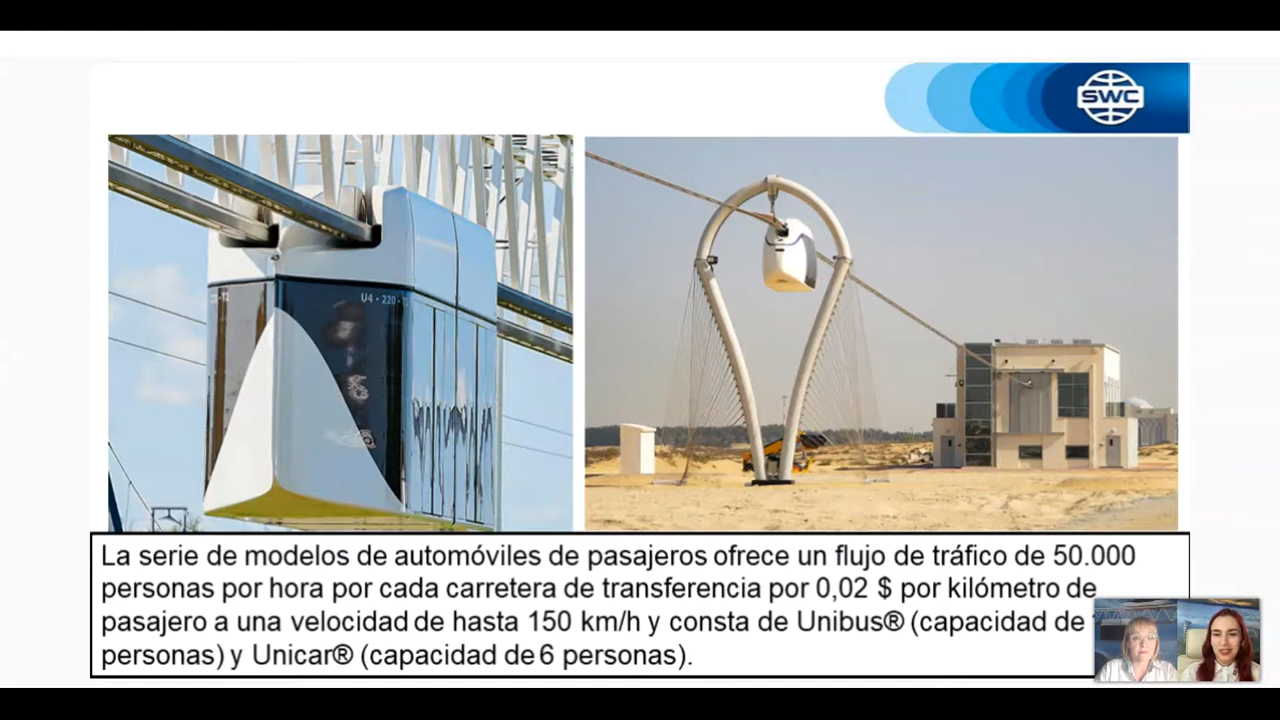 SWC
U4 - 220 -
La serie de modelos de automóviles de pasajeros ofrece un flujo de tráfico de 50.000
personas por hora por cada carretera de transferencia por 0,02 $ por kilómetro de
pasajero a una velocidad de hasta 150 km/h y consta de Unibus® (capacidad de
personas) y Unicar® (capacidad de 6 personas).